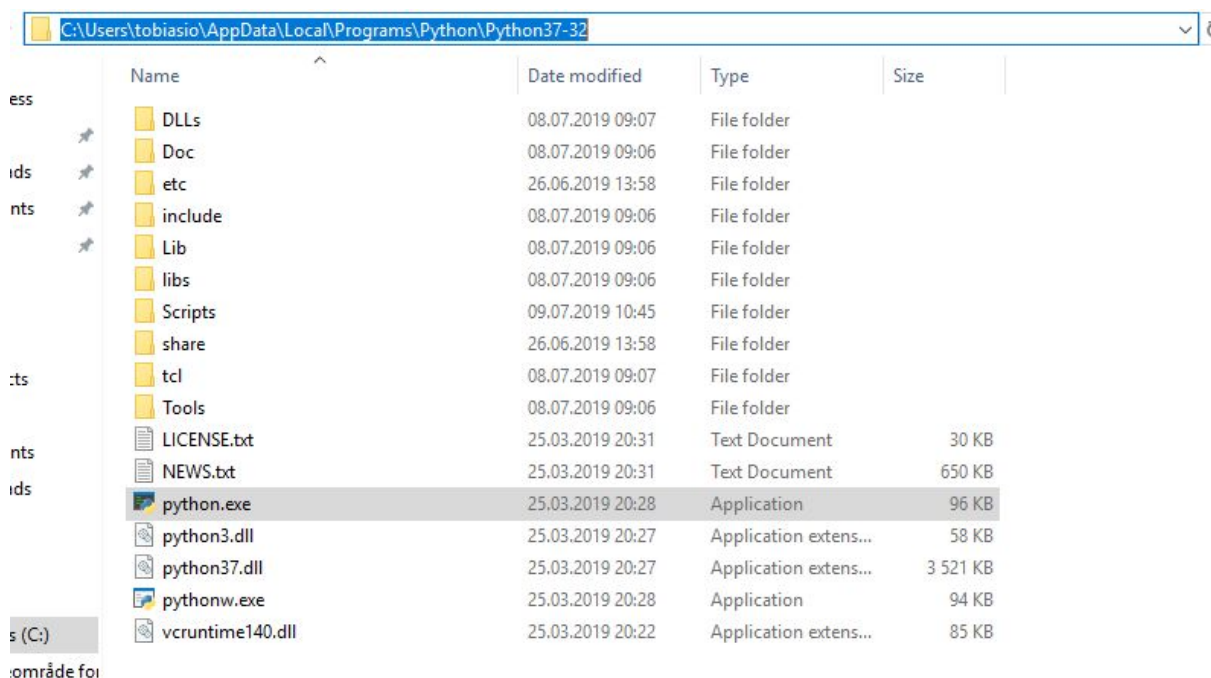 C:\Users\tobiasio\AppData\Local\Programs\Python\Python37-32
Name Date modified Type Size
ess
DLLs 08.07.2019 09:07 File folder
Doc 08.07.2019 09:06 File folder
ds
etc 26.06.2019 13:58 File folder
nts
include 08.07.2019 09:06 File folder
Lib 08.07.2019 09:06 File folder
libs 08.07.2019 09:06 File folder
Scripts 09.07.2019 10:45 File folder
share 26.06.2019 13:58 File folder
cts
tcl 08.07.2019 09:07 File folder
Tools 08.07.2019 09:06 File folder
LICENSE.txt 25.03.2019 20:31 Text Document 30 KB
nts
NEWS.txt 25.03.2019 20:31 Text Document 650 KB
ds
python.exe 25.03.2019 20:28 Application 96 KB
python3.dll 25.03.2019 20:27 Application extens... 58 KB
python37.dll 25.03.2019 20:27 Application extens... 3 521 KB
pythonw.exe 25.03.2019 20:28 Application 94 KB
s (C:)
vcruntime140.dll 25.03.2019 20:22 Application extens... 85 KB
område for